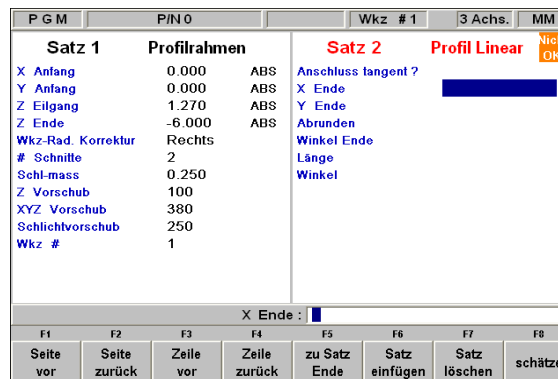 PGM P/N 0 Wkz # 1 3 Achs. MM
Satz 1 Profilrahmen
X Anfang 0.000 ABS
Y Anfang 0.000 ABS
Z Eilgang 1.270 ABS
Z Ende -6.000 ABS
Wkz-Rad. Korrektur Rechts
# Schnitte 2
Schl-mass 0.250
Z Vorschub 100
XYZ Vorschub 380
Schlichtvorschub 250
Wkz # 1
Satz 2 Profil Linear
OK
Anschluss tangent ?
X Ende
Y Ende
Abrunden
Winkel Ende
Länge
Winkel
X Ende :
F1 F2 F3 F4 F5 F6 F7 F8
Seite vor
Seite zurück
Zeile vor
Zeile zurück
zu Satz Ende
Satz einfügen
Satz löschen